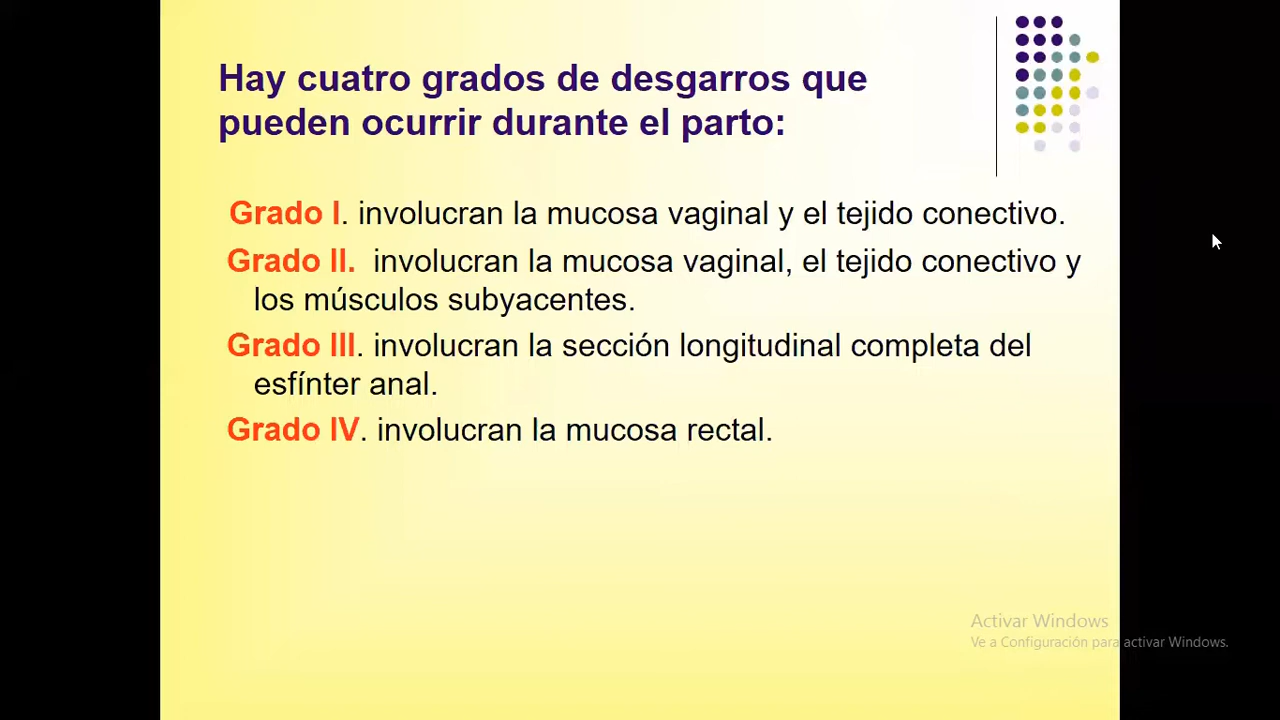 Hay cuatro grados de desgarros que
pueden ocurrir durante el parto:
Grado I. involucran la mucosa vaginal y el tejido conectivo.
Grado II. involucran la mucosa vaginal, el tejido conectivo y
los músculos subyacentes.
Grado III. involucran la sección longitudinal completa del
esfínter anal.
Grado IV. involucran la mucosa rectal.
Activar Windows
Ve a Configuración para activar Windows.